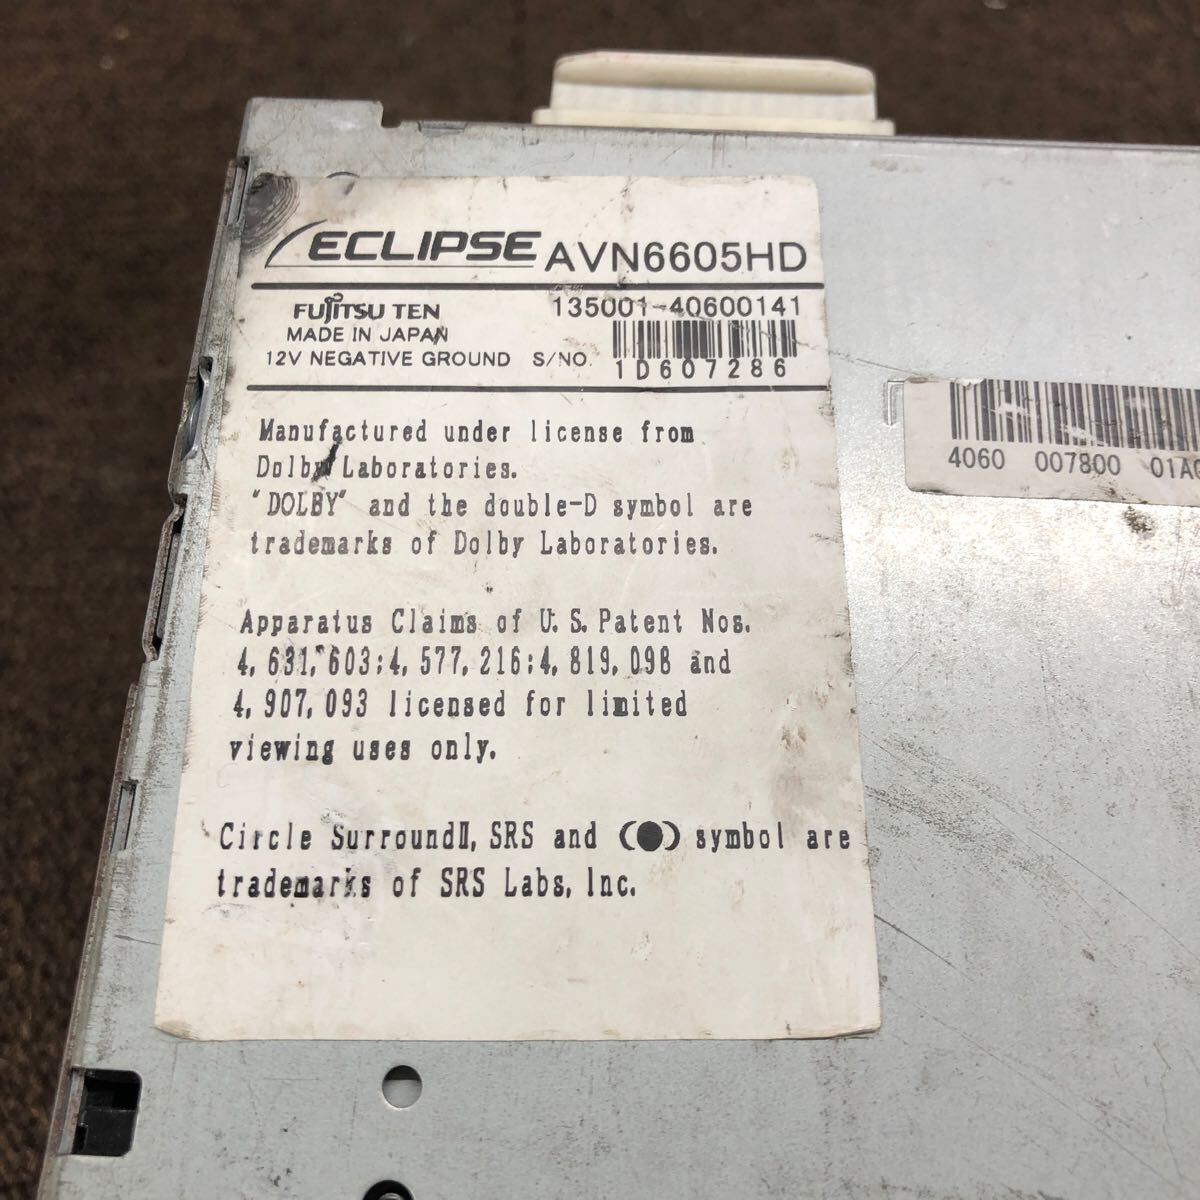 ECLIPSE AVN6605HD
FUJITSU TEN 135001-40600141
MADE IN JAPAN
12V NEGATIVE GROUND S/NO. 1D607286
Manufactured under license from
Dolby Laboratories.
"DOLBY" and the double-D symbol are
trademarks of Dolby Laboratories.
Apparatus Claims of U.S. Patent Nos.
4,631,603;4,577,216;4,819,098 and
4,907,093 licensed for limited
viewing uses only.
Circle SurroundⅡ, SRS and (●) symbol are
trademarks of SRS Labs, Inc.
4060 007800 01A